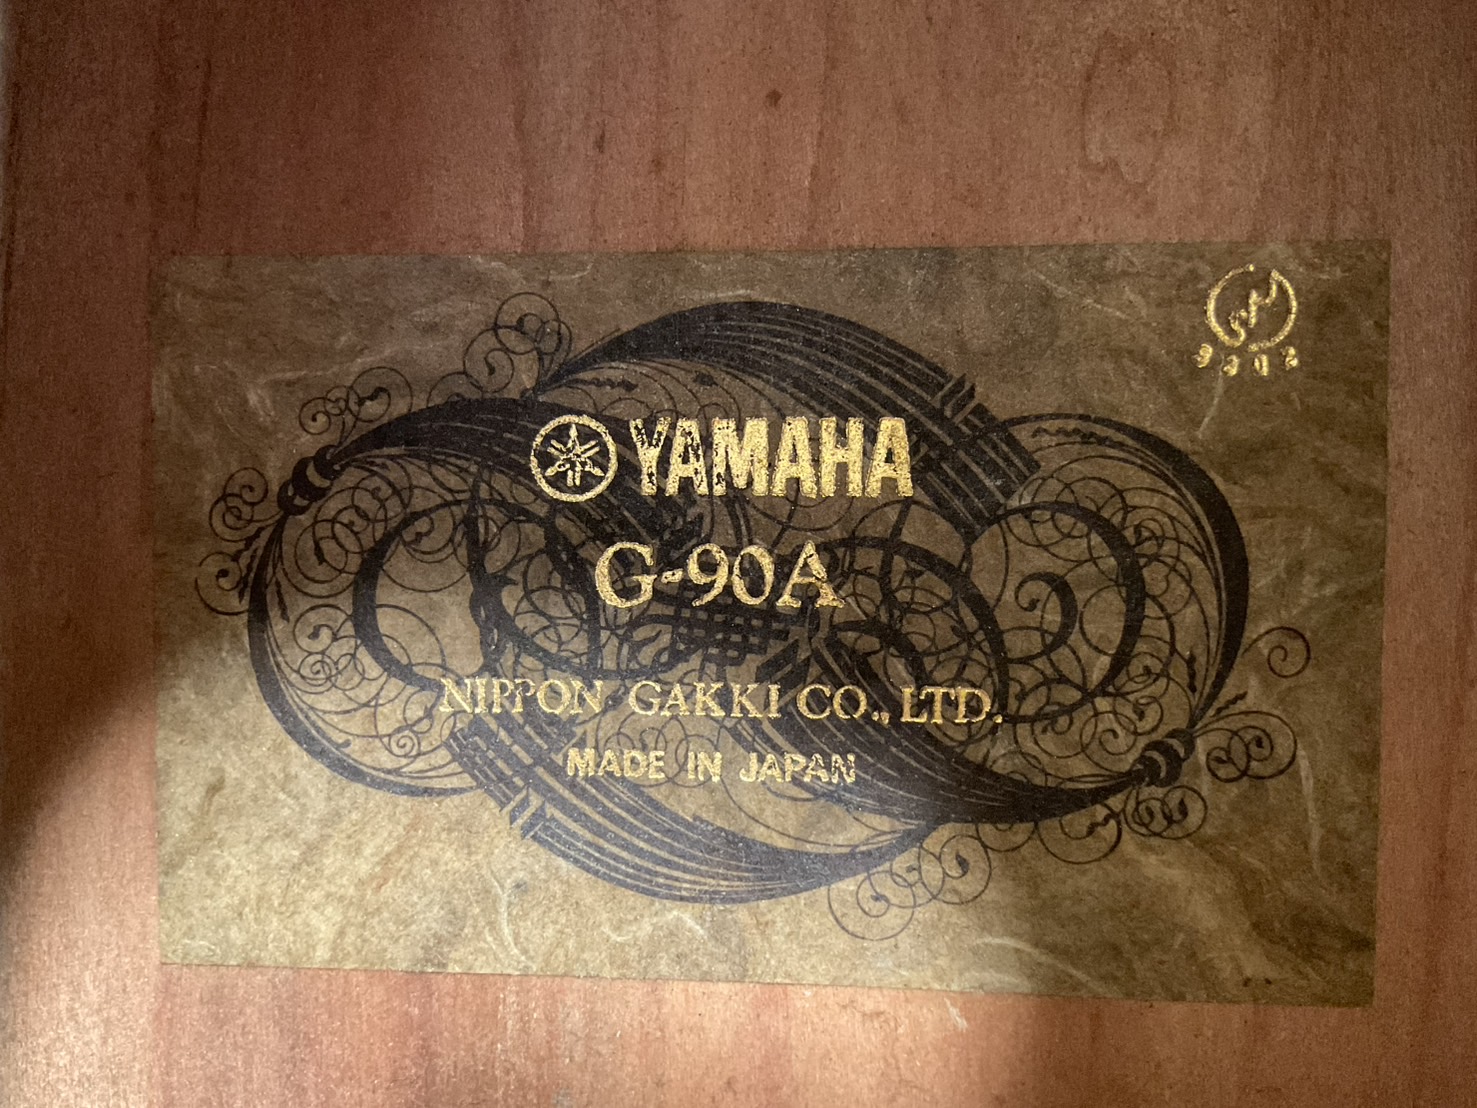 YAMAHA
G-90A
NIPPON GAKKI CO., LTD.
MADE IN JAPAN